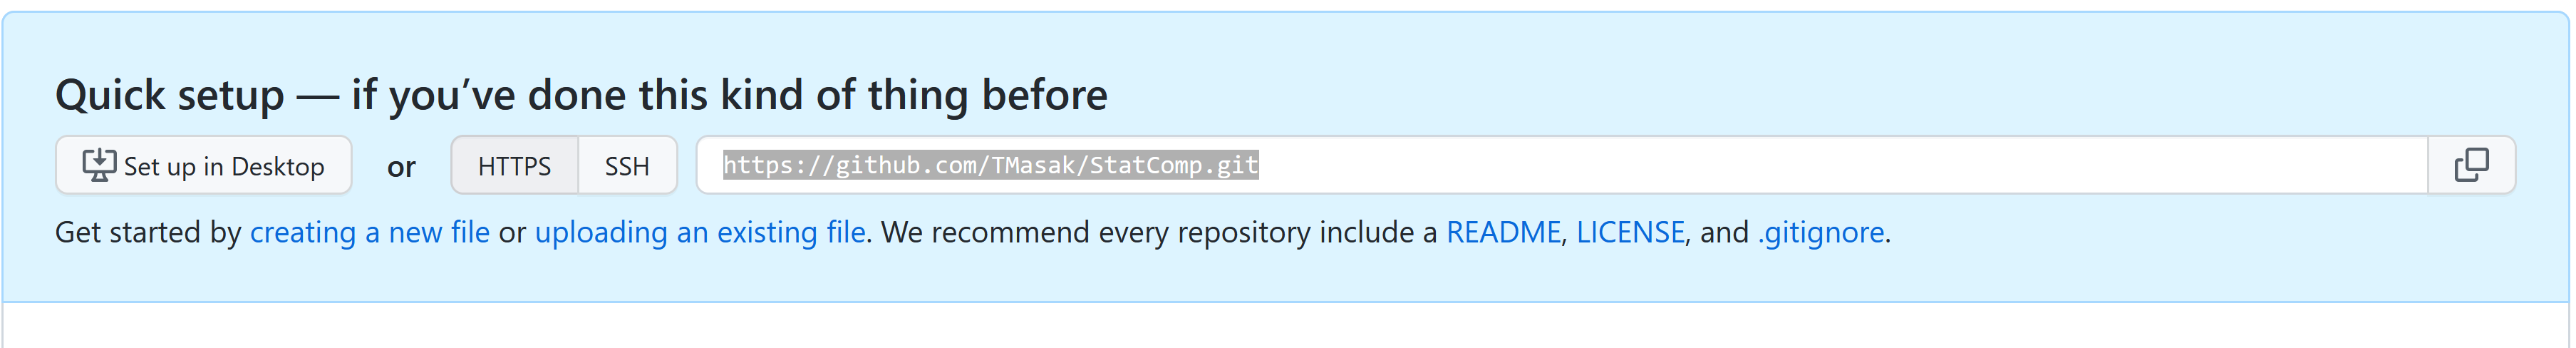 Quick setup — if you’ve done this kind of thing before
Set up in Desktop or HTTPS SSH https://github.com/TMasak/StatComp.git
Get started by creating a new file or uploading an existing file. We recommend every repository include a README, LICENSE, and .gitignore.